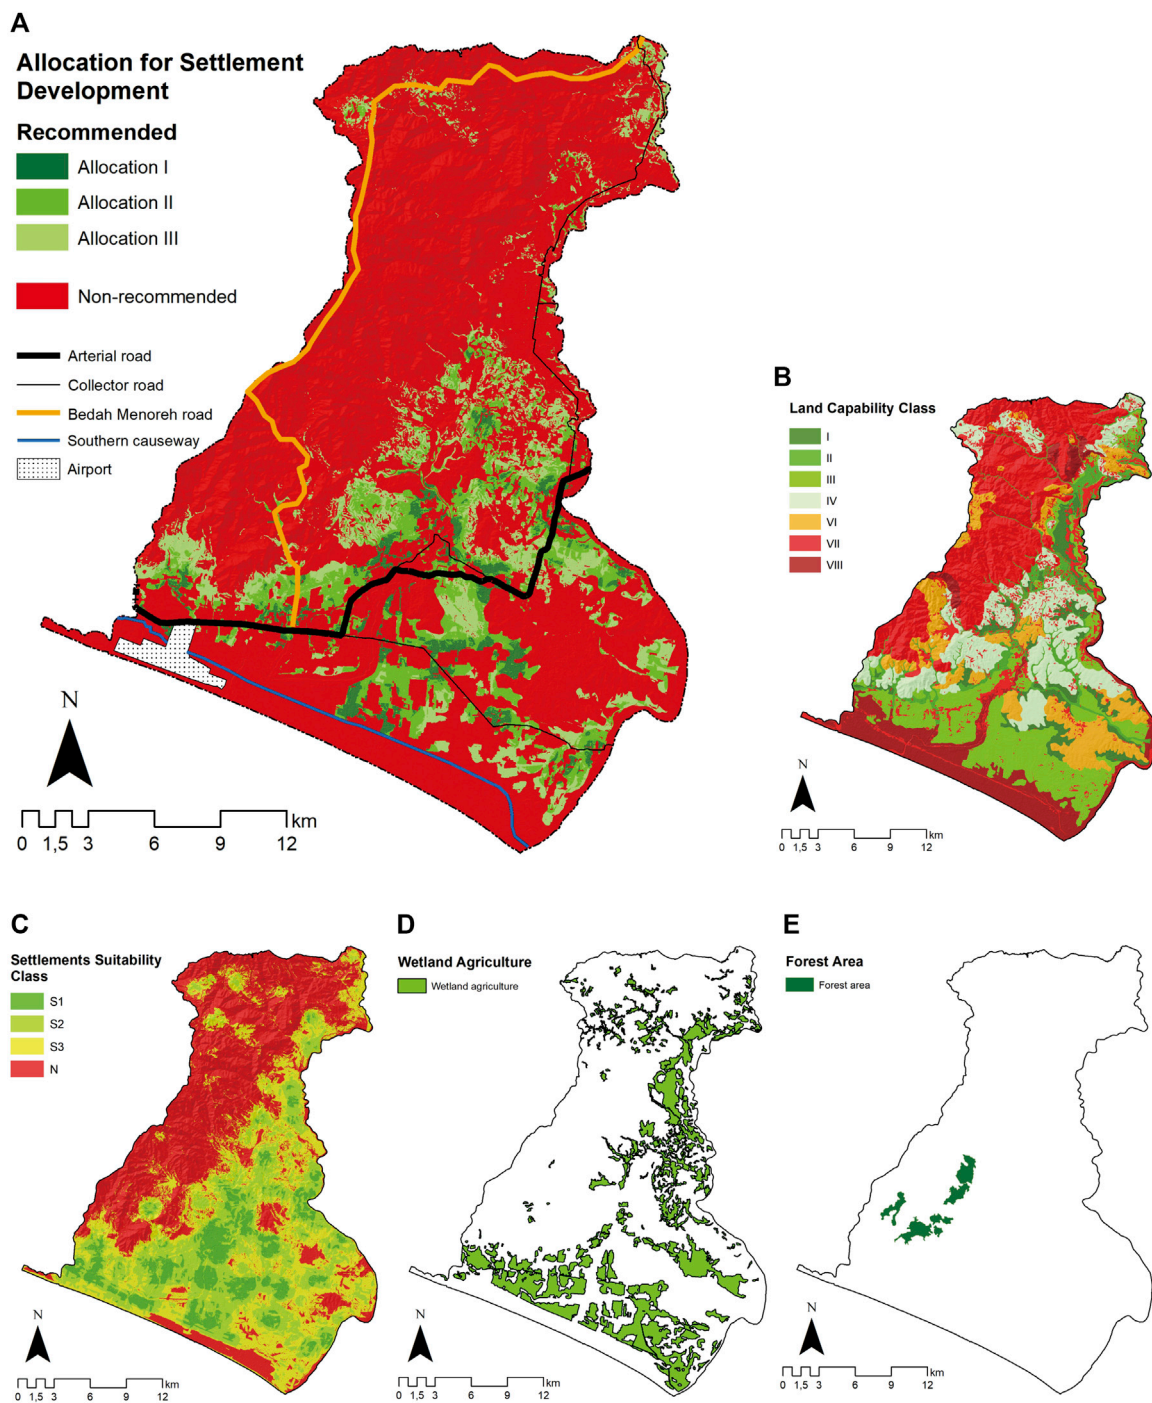 A
Allocation for Settlement
Development
Recommended
Allocation I
Allocation II
Allocation III
Non-recommended
Arterial road
Collector road
Bedah Menoreh road
Southern causeway
Airport
N
km
0 1,5 3 6 9 12
B
Land Capability Class
I
II
III
IV
VI
VII
VIII
N
km
0 1,5 3 6 9 12
C
Settlements Suitability
Class
S1
S2
S3
N
N
km
0 1,5 3 6 9 12
D
Wetland Agriculture
Wetland agriculture
N
km
0 1,5 3 6 9 12
E
Forest Area
Forest area
N
km
0 1,5 3 6 9 12